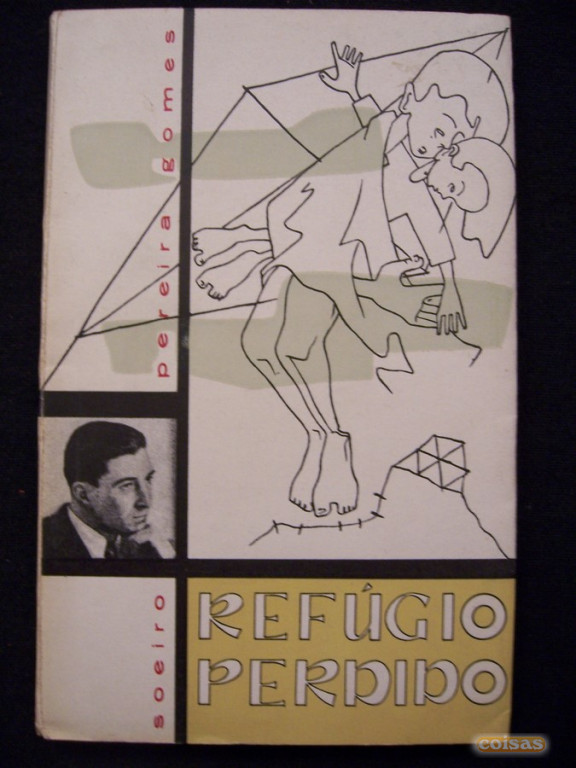 soeiro pereira gomes
REFÚGIO
PERDIDO
coisas